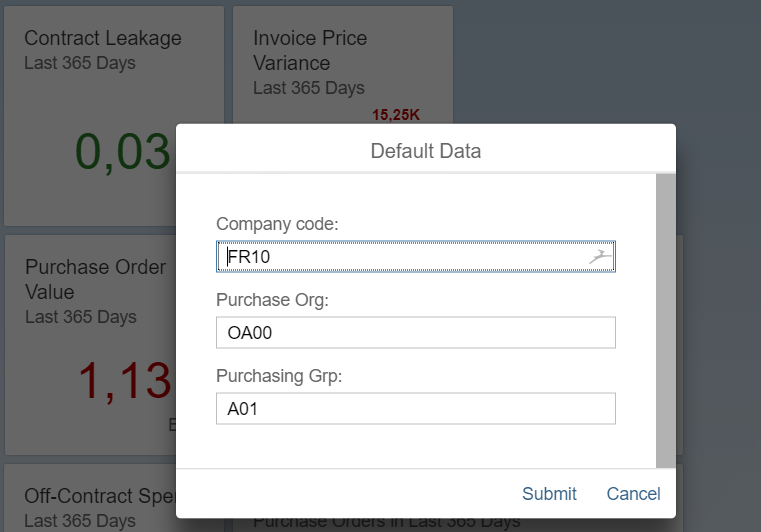 Contract Leakage
Last 365 Days
0,03
Invoice Price
Variance
Last 365 Days
15,25K
Default Data
Company code:
FR10
Purchase Org:
OA00
Purchasing Grp:
A01
Submit
Cancel
Purchase Order
Value
Last 365 Days
1,13
E
Off-Contract Spe
Last 365 Days
Purchase Orders in Last 365 Days